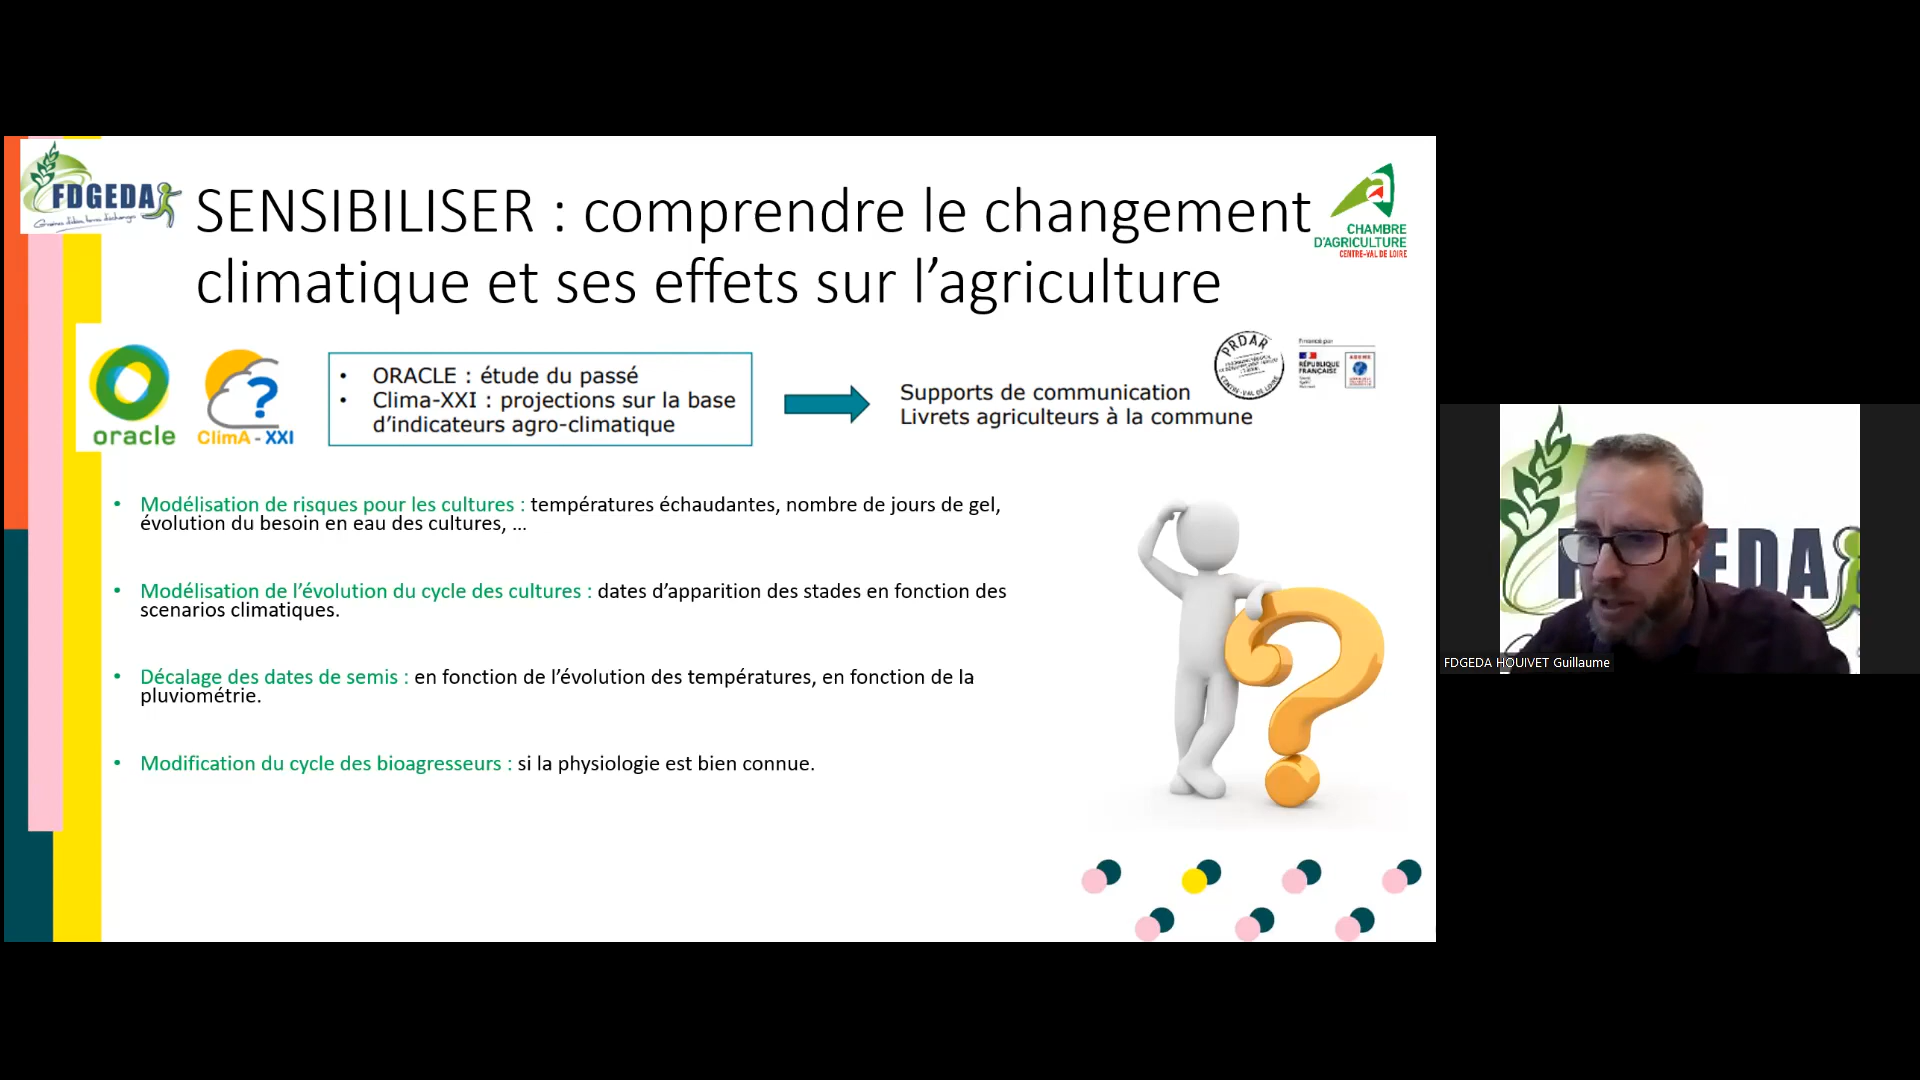 FDGEDA
SENSIBILISER : comprendre le changement
climatique et ses effets sur l’agriculture
CHAMBRE
D'AGRICULTURE
CENTRE-VAL DE LOIRE
oracle
ClimA - XXI
• ORACLE : étude du passé
• Clima-XXI : projections sur la base
d’indicateurs agro-climatique
Supports de communication
Livrets agriculteurs à la commune
PRDAR
CENTRE-VAL DE LOIRE
Financé par
RÉPUBLIQUE
FRANÇAISE
ADEME
• Modélisation de risques pour les cultures : températures échaudantes, nombre de jours de gel,
évolution du besoin en eau des cultures, ...
• Modélisation de l’évolution du cycle des cultures : dates d’apparition des stades en fonction des
scenarios climatiques.
• Décalage des dates de semis : en fonction de l’évolution des températures, en fonction de la
pluviométrie.
• Modification du cycle des bioagresseurs : si la physiologie est bien connue.
EDA
FDGEDA HOUIVET Guillaume